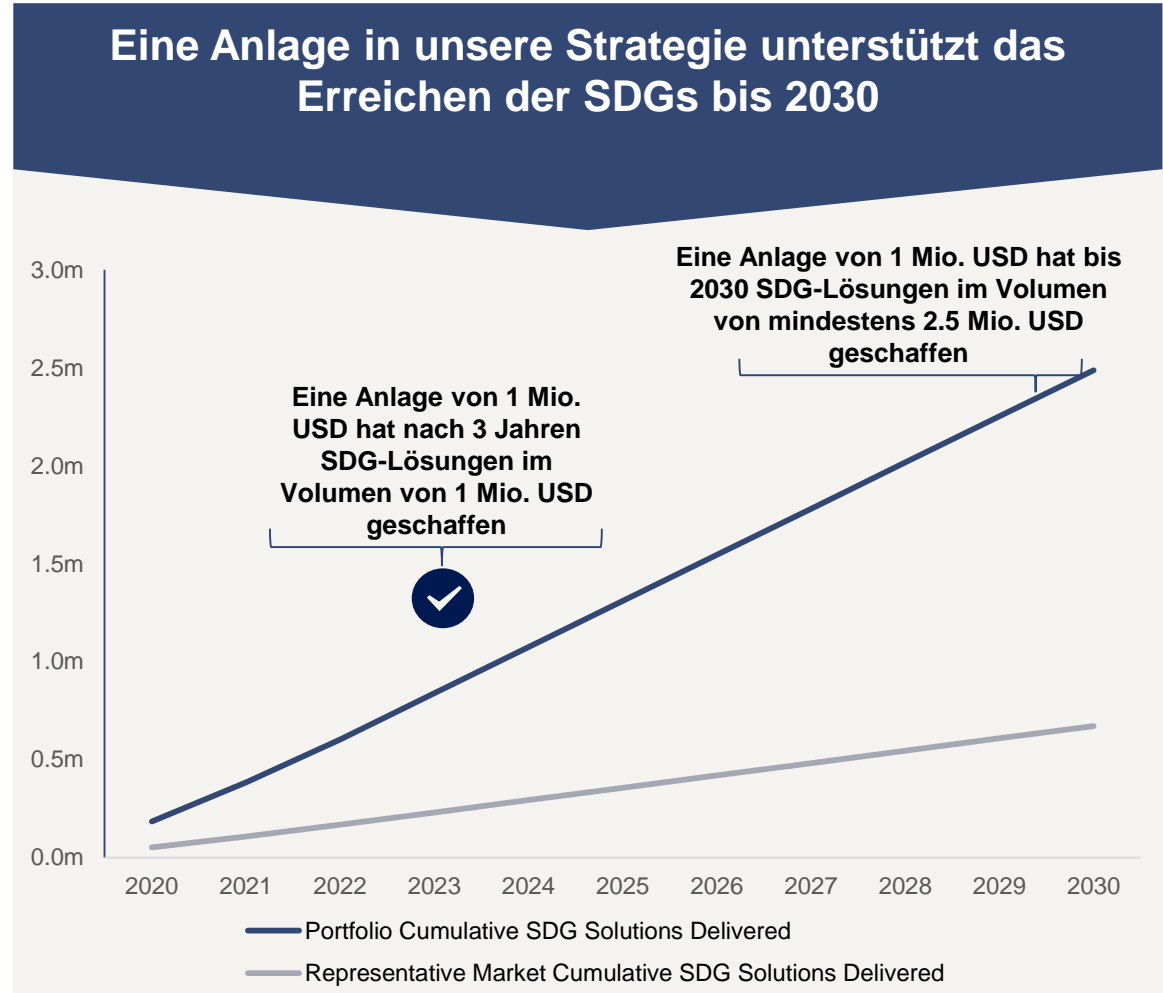 Eine Anlage in unsere Strategie unterstützt das
Erreichen der SDGs bis 2030
Eine Anlage von 1 Mio. USD hat bis
2030 SDG-Lösungen im Volumen
von mindestens 2.5 Mio. USD
geschaffen
Eine Anlage von 1 Mio.
USD hat nach 3 Jahren
SDG-Lösungen im
Volumen von 1 Mio. USD
geschaffen
3.0m
2.5m
2.0m
1.5m
1.0m
0.5m
0.0m
2020 2021 2022 2023 2024 2025 2026 2027 2028 2029 2030
Portfolio Cumulative SDG Solutions Delivered
Representative Market Cumulative SDG Solutions Delivered